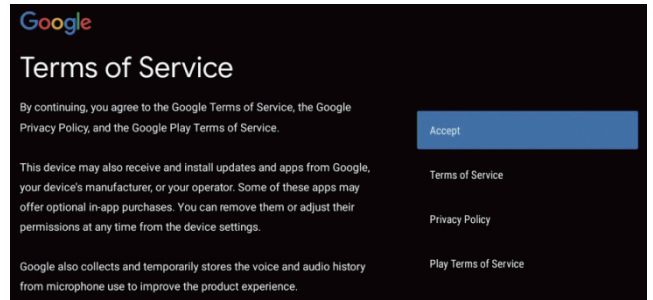 Google
Terms of Service
By continuing, you agree to the Google Terms of Service, the Google
Privacy Policy, and the Google Play Terms of Service.
This device may also receive and install updates and apps from Google,
your device's manufacturer, or your operator. Some of these apps may
offer optional in-app purchases. You can remove them or adjust their
permissions at any time from the device settings.
Google also collects and temporarily stores the voice and audio history
from microphone use to improve the product experience.
Accept
Terms of Service
Privacy Policy
Play Terms of Service